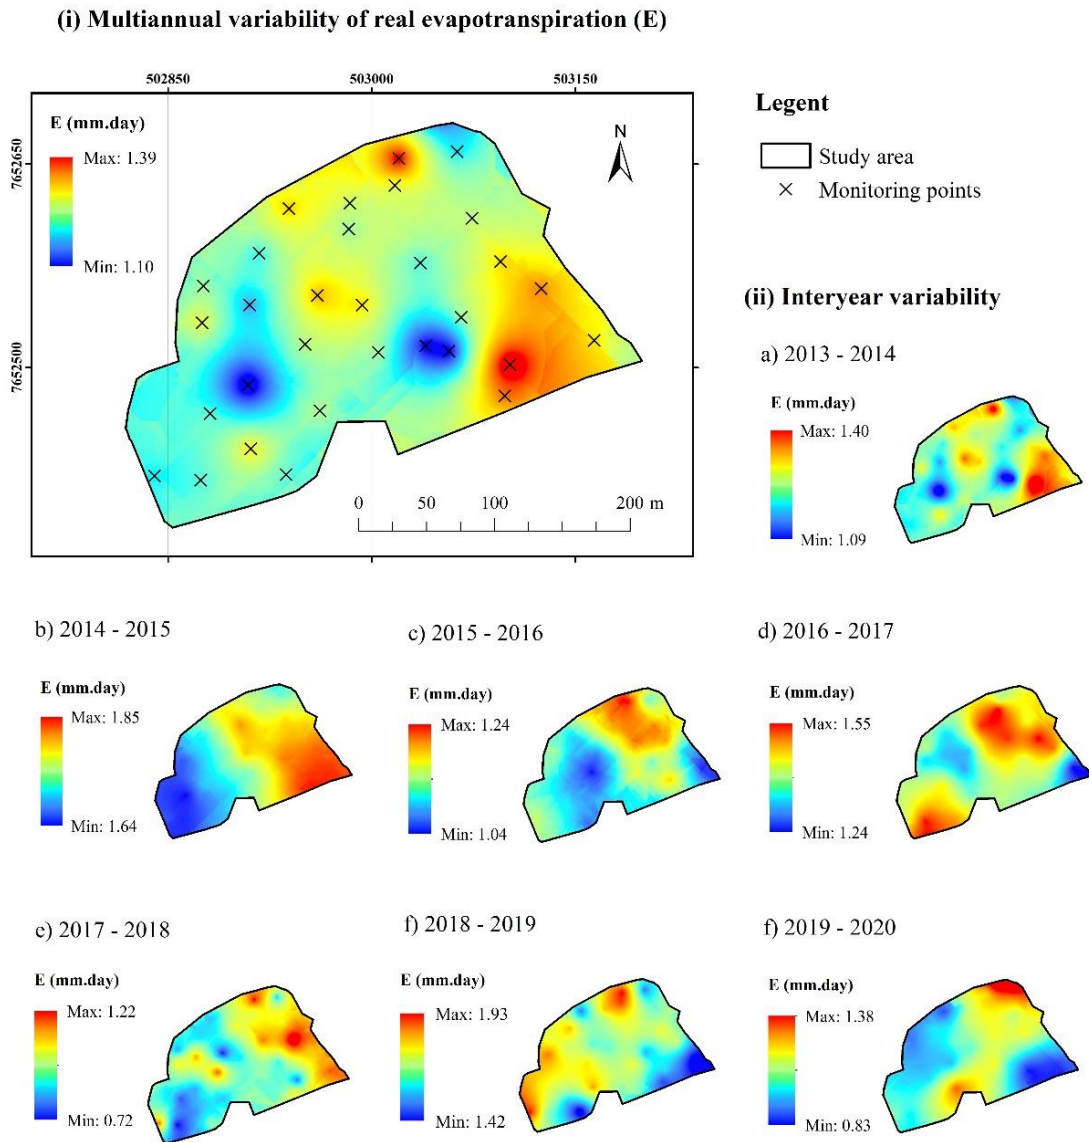 (i) Multiannual variability of real evapotranspiration (E)
502850 503000 503150
E (mm.day)
Max: 1.39
Min: 1.10
N
7652650
7652500
0 50 100 200 m
Legent
Study area
Monitoring points
(ii) Interyear variability
a) 2013 - 2014
E (mm.day)
Max: 1.40
Min: 1.09
b) 2014 - 2015
E (mm.day)
Max: 1.85
Min: 1.64
c) 2015 - 2016
E (mm.day)
Max: 1.24
Min: 1.04
d) 2016 - 2017
E (mm.day)
Max: 1.55
Min: 1.24
e) 2017 - 2018
E (mm.day)
Max: 1.22
Min: 0.72
f) 2018 - 2019
E (mm.day)
Max: 1.93
Min: 1.42
f) 2019 - 2020
E (mm.day)
Max: 1.38
Min: 0.83